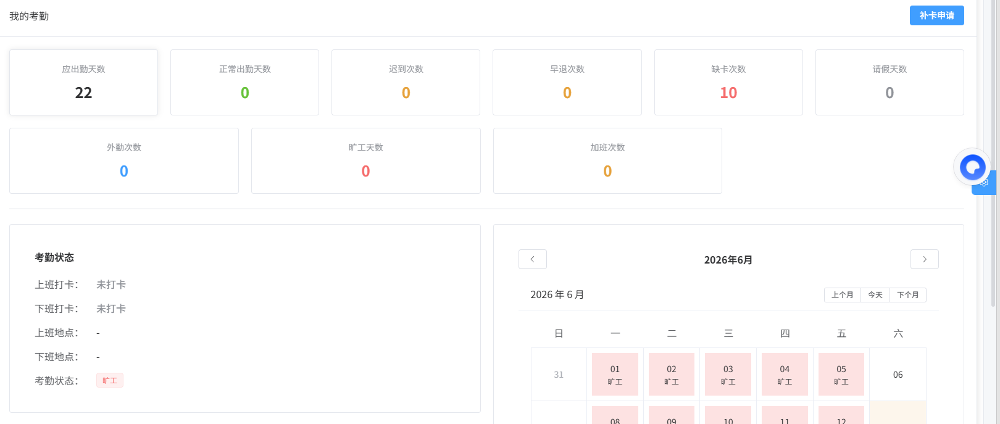 我的考勤
补卡申请
应出勤天数
22
正常出勤天数
0
迟到次数
0
早退次数
0
缺卡次数
10
请假天数
0
外勤次数
0
旷工天数
0
加班次数
0
考勤状态
上班打卡： 未打卡
下班打卡： 未打卡
上班地点： -
下班地点： -
考勤状态： 旷工
2026年6月
2026 年 6 月
上个月 今天 下个月
日 一 二 三 四 五 六
31 01 02 03 04 05 06
旷工 旷工 旷工 旷工 旷工
08 09 10 11 12